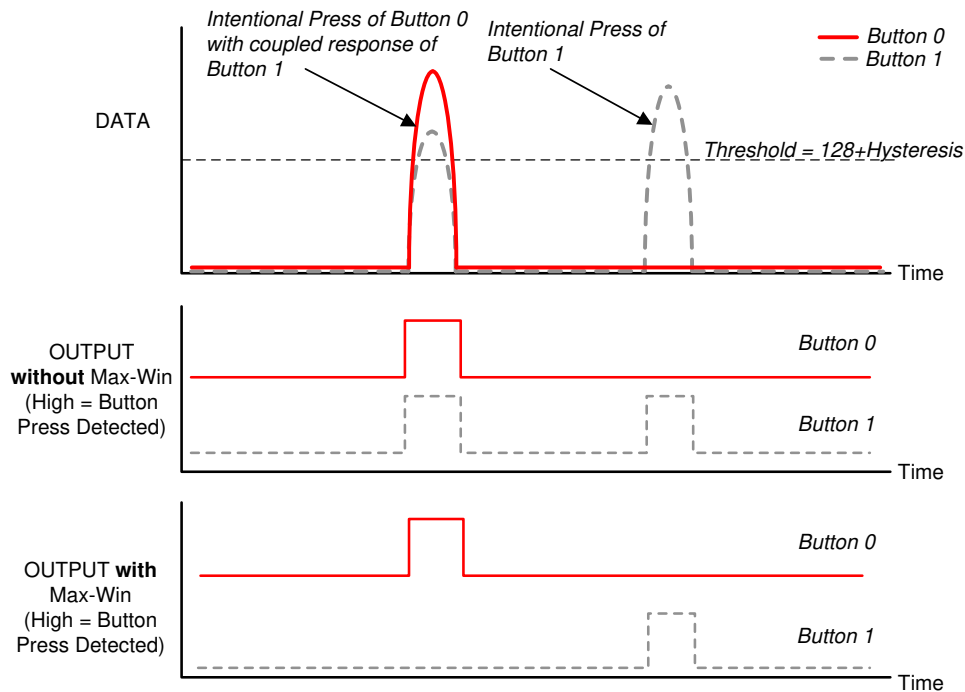 Intentional Press of Button 0
with coupled response of
Button 1
Intentional Press of
Button 1
Button 0
Button 1
DATA
Threshold = 128+Hysteresis
Time
OUTPUT
without Max-Win
(High = Button
Press Detected)
Button 0
Button 1
Time
OUTPUT with
Max-Win
(High = Button
Press Detected)
Button 0
Button 1
Time